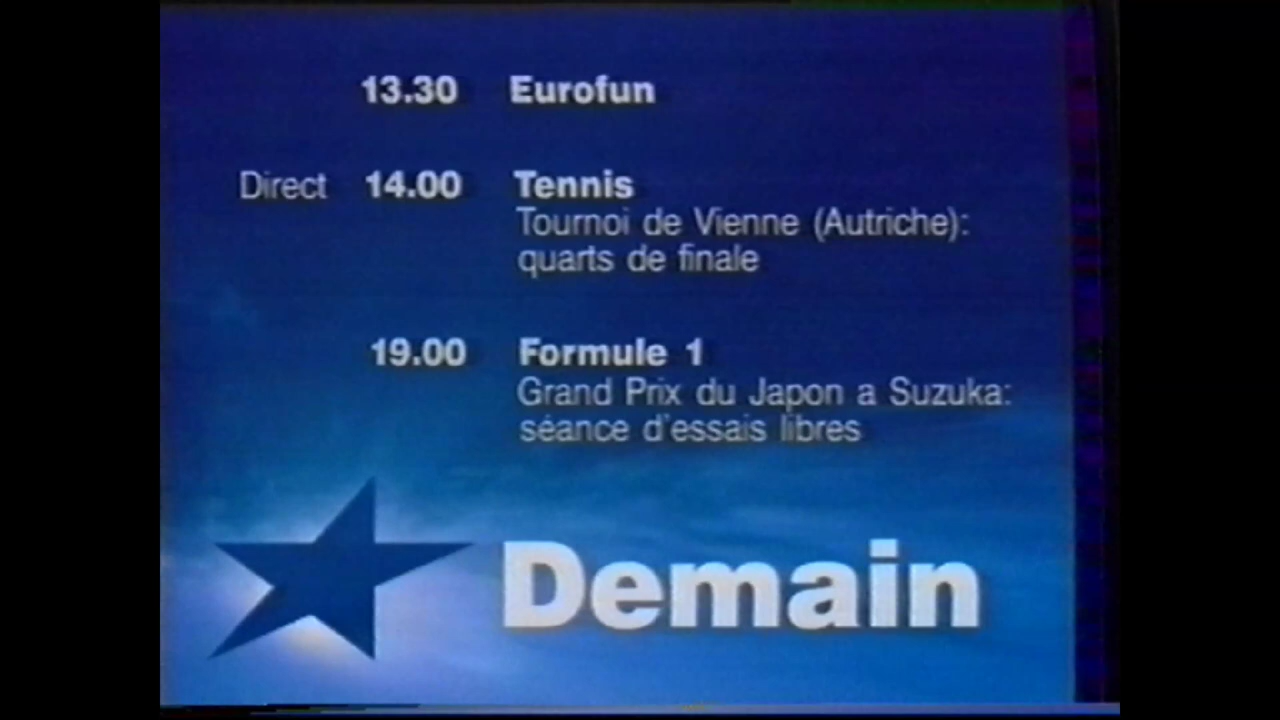 13.30 Eurofun
Direct 14.00 Tennis
Tournoi de Vienne (Autriche):
quarts de finale
19.00 Formule 1
Grand Prix du Japon a Suzuka:
séance d'essais libres
Demain